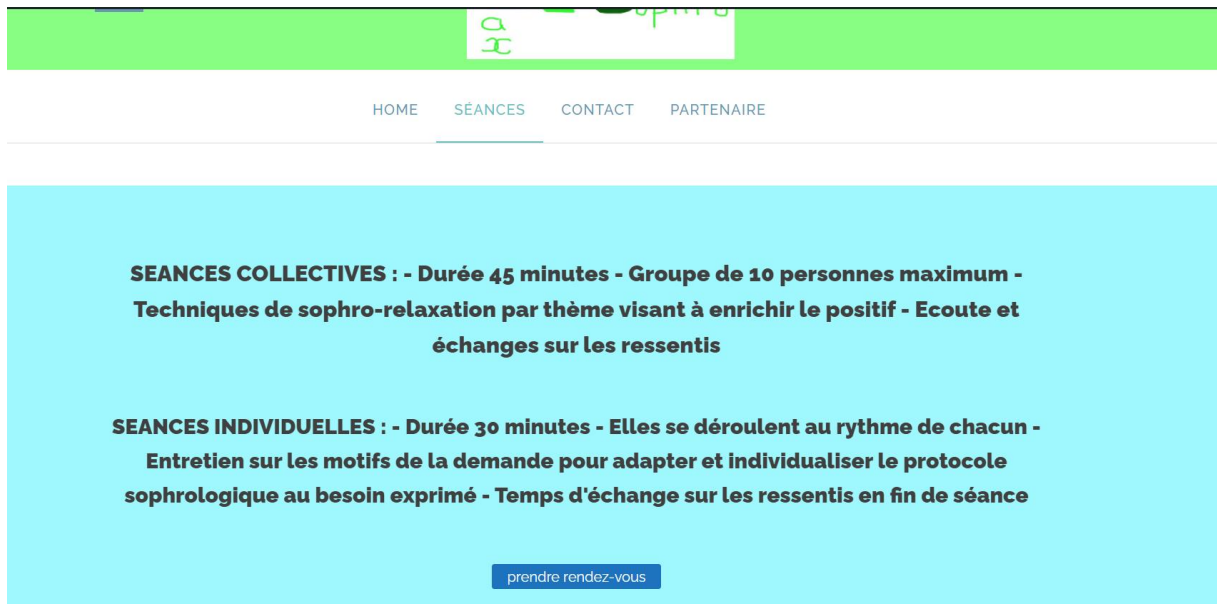 ax
HOME SÉANCES CONTACT PARTENAIRE
SEANCES COLLECTIVES : - Durée 45 minutes - Groupe de 10 personnes maximum -
Techniques de sophro-relaxation par thème visant à enrichir le positif - Ecoute et
échanges sur les ressentis
SEANCES INDIVIDUELLES : - Durée 30 minutes - Elles se déroulent au rythme de chacun -
Entretien sur les motifs de la demande pour adapter et individualiser le protocole
sophrologique au besoin exprimé - Temps d'échange sur les ressentis en fin de séance
prendre rendez-vous